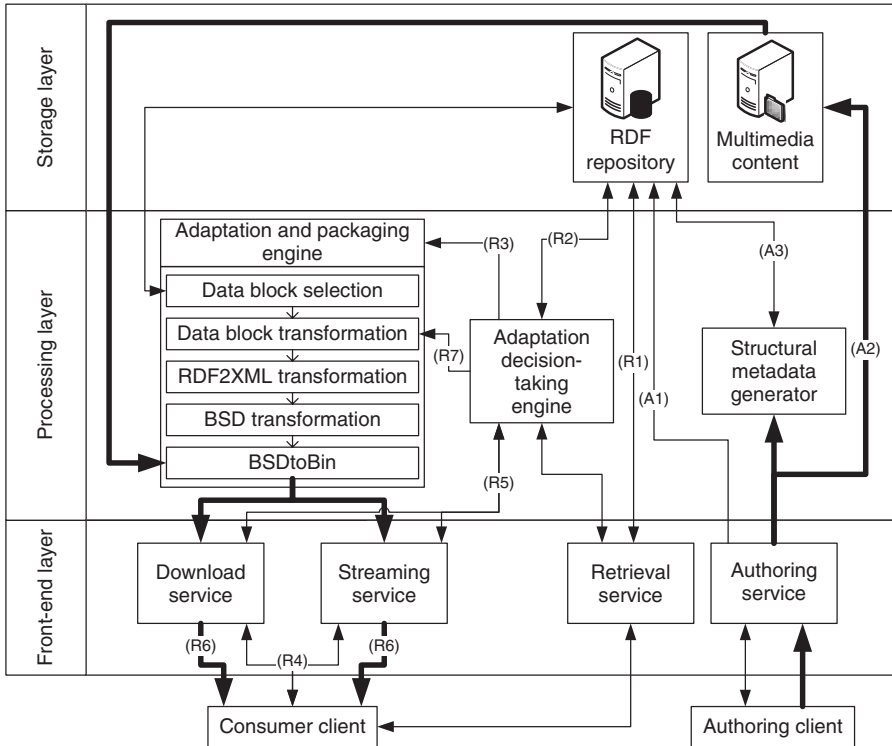 Storage layer
RDF
repository
Multimedia
content
Processing layer
Adaptation and packaging
engine
Data block selection
Data block transformation
RDF2XML transformation
BSD transformation
BSDtoBin
(R3)
(R2)
(R7)
Adaptation
decision-
taking
engine
(R1)
(A1)
(A3)
(A2)
Structural
metadata
generator
(R5)
Front-end layer
Download
service
Streaming
service
Retrieval
service
Authoring
service
(R6)
(R4)
(R6)
Consumer client
Authoring client